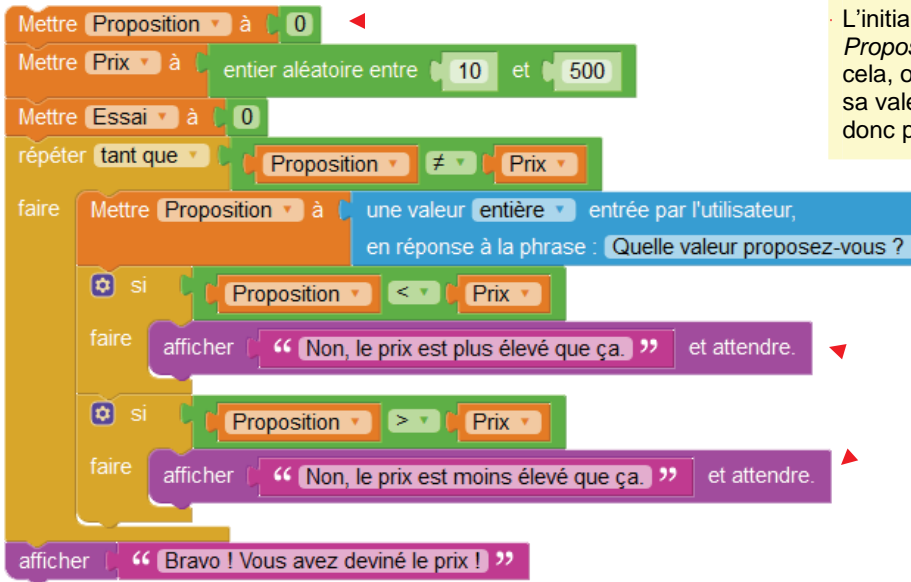 Mettre Proposition à 0
Mettre Prix à entier aléatoire entre 10 et 500
Mettre Essai à 0
répéter tant que Proposition ≠ Prix
faire Mettre Proposition à une valeur entière entrée par l'utilisateur,
en réponse à la phrase : Quelle valeur proposez-vous ?
si Proposition < Prix
faire afficher “ Non, le prix est plus élevé que ça. ” et attendre.
si Proposition > Prix
faire afficher “ Non, le prix est moins élevé que ça. ” et attendre.
afficher “ Bravo ! Vous avez deviné le prix ! ”
L'initia
Propos
cela, o
sa vale
donc p